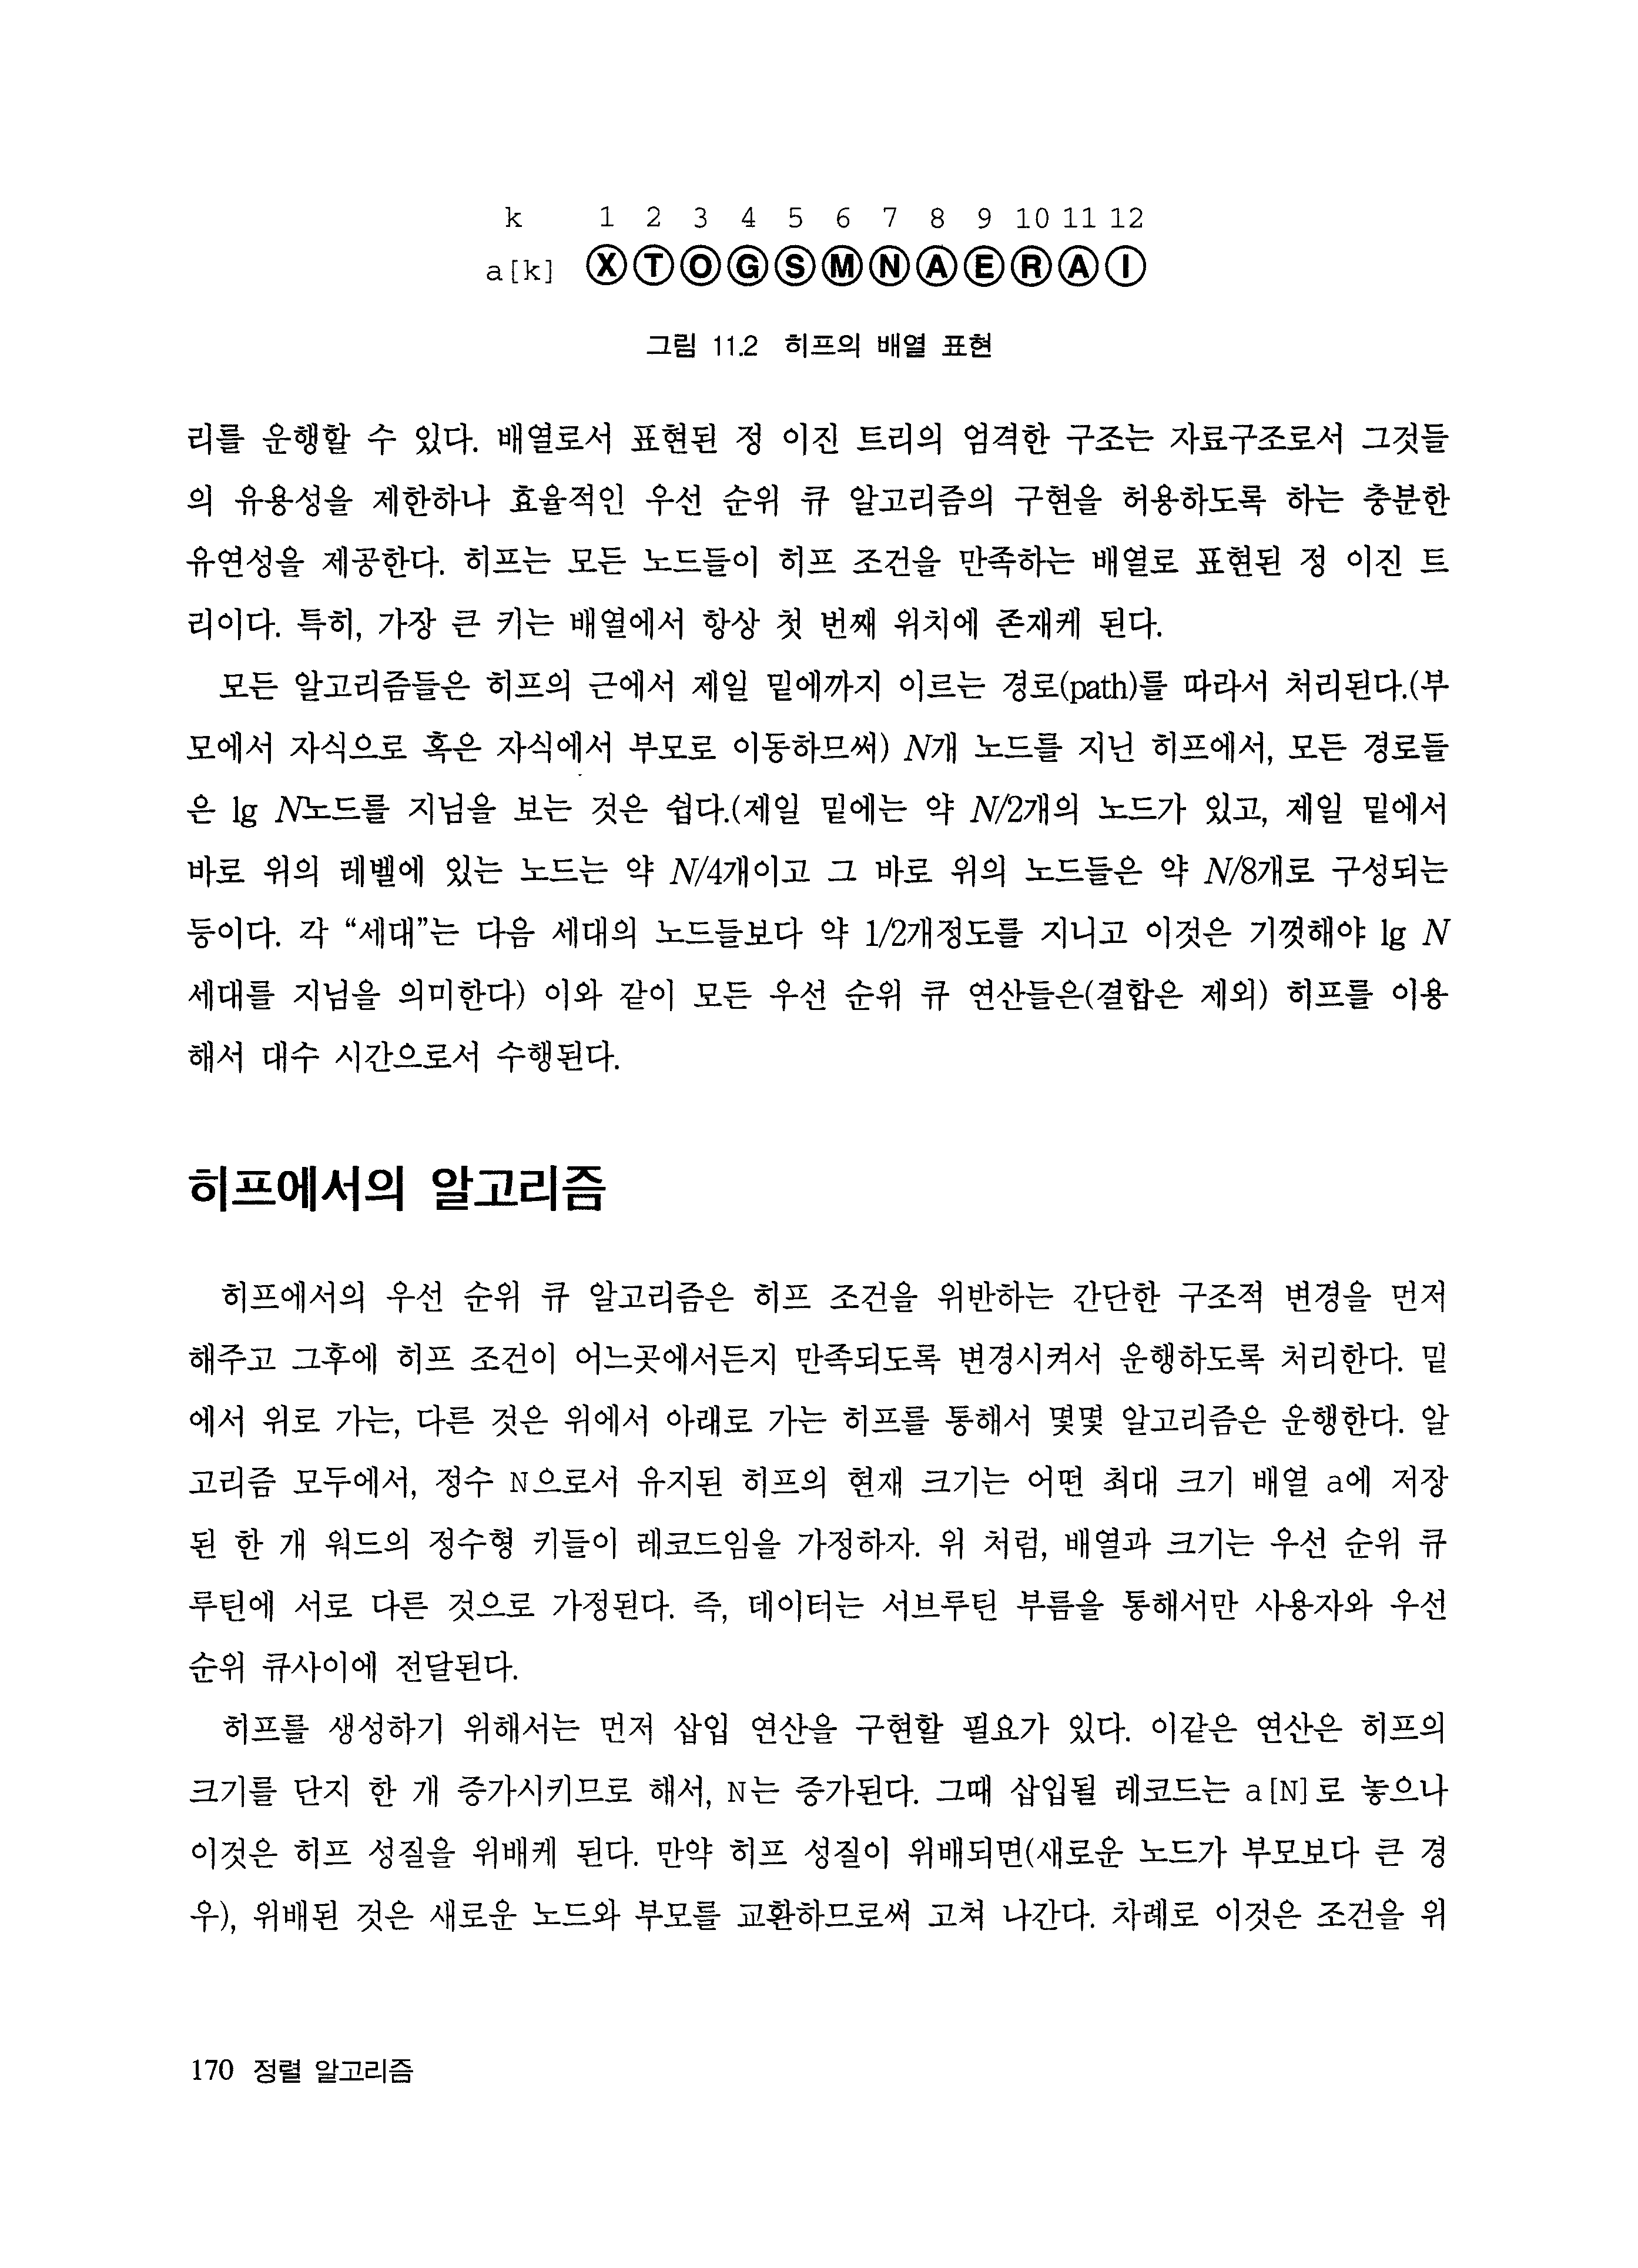 k 1 2 3 4 5 6 7 8 9 10 11 12
a[k] X T O G S M N A E R A I
그림 11.2 히프의 배열 표현
리를 운행할 수 있다. 배열로서 표현된 정 이진 트리의 엄격한 구조는 자료구조로서 그것들
의 유용성을 제한하나 효율적인 우선 순위 큐 알고리즘의 구현을 허용하도록 하는 충분한
유연성을 제공한다. 히프는 모든 노드들이 히프 조건을 만족하는 배열로 표현된 정 이진 트
리이다. 특히, 가장 큰 키는 배열에서 항상 첫 번째 위치에 존재케 된다.
모든 알고리즘들은 히프의 근에서 제일 밑에까지 이르는 경로(path)를 따라서 처리된다.(부
모에서 자식으로 혹은 자식에서 부모로 이동하므써) N개 노드를 지닌 히프에서, 모든 경로들
은 lg N노드를 지님을 보는 것은 쉽다.(제일 밑에는 약 N/2개의 노드가 있고, 제일 밑에서
바로 위의 레벨에 있는 노드는 약 N/4개이고 그 바로 위의 노드들은 약 N/8개로 구성되는
등이다. 각 “세대”는 다음 세대의 노드들보다 약 1/2개정도를 지니고 이것은 기껏해야 lg N
세대를 지님을 의미한다) 이와 같이 모든 우선 순위 큐 연산들은(결합은 제외) 히프를 이용
해서 대수 시간으로서 수행된다.
히프에서의 알고리즘
히프에서의 우선 순위 큐 알고리즘은 히프 조건을 위반하는 간단한 구조적 변경을 먼저
해주고 그후에 히프 조건이 어느곳에서든지 만족되도록 변경시켜서 운행하도록 처리한다. 밑
에서 위로 가는, 다른 것은 위에서 아래로 가는 히프를 통해서 몇몇 알고리즘은 운행한다. 알
고리즘 모두에서, 정수 N으로서 유지된 히프의 현재 크기는 어떤 최대 크기 배열 a에 저장
된 한 개 워드의 정수형 키들이 레코드임을 가정하자. 위 처럼, 배열과 크기는 우선 순위 큐
루틴에 서로 다른 것으로 가정된다. 즉, 데이터는 서브루틴 부름을 통해서만 사용자와 우선
순위 큐사이에 전달된다.
히프를 생성하기 위해서는 먼저 삽입 연산을 구현할 필요가 있다. 이같은 연산은 히프의
크기를 단지 한 개 증가시키므로 해서, N는 증가된다. 그때 삽입될 레코드는 a[N]로 놓으나
이것은 히프 성질을 위배케 된다. 만약 히프 성질이 위배되면(새로운 노드가 부모보다 큰 경
우), 위배된 것은 새로운 노드와 부모를 교환하므로써 고쳐 나간다. 차례로 이것은 조건을 위
170 정렬 알고리즘